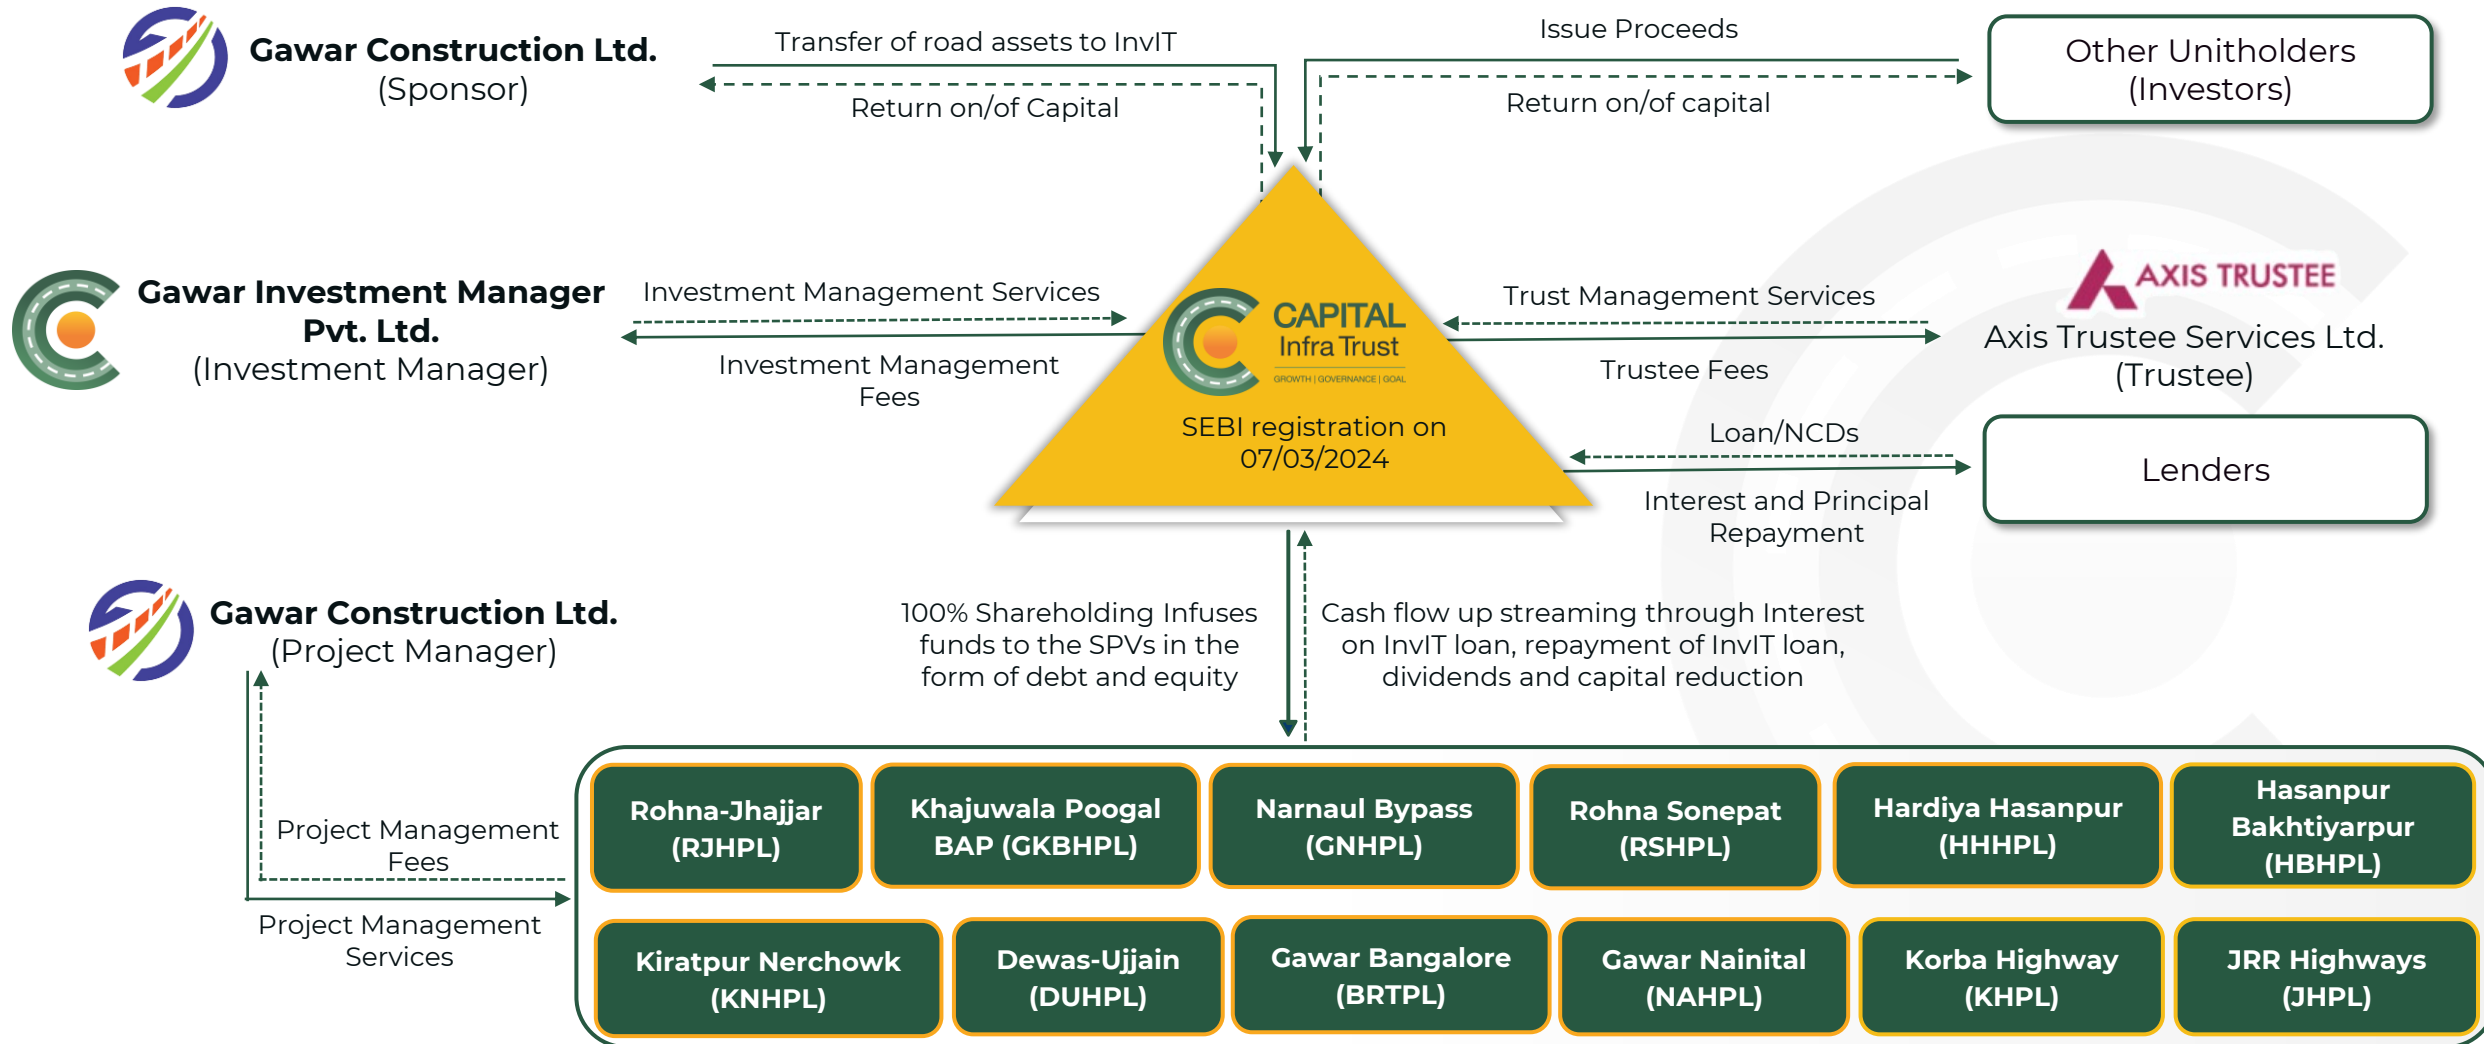 Gawar Construction Ltd.
(Sponsor)
Transfer of road assets to InvIT
Return on/of Capital
Issue Proceeds
Return on/of capital
Other Unitholders
(Investors)
Gawar Investment Manager
Pvt. Ltd.
(Investment Manager)
Investment Management Services
Investment Management
Fees
CAPITAL
Infra Trust
GROWTH | GOVERNANCE | GOAL
SEBI registration on
07/03/2024
Trust Management Services
Trustee Fees
AXIS TRUSTEE
Axis Trustee Services Ltd.
(Trustee)
Loan/NCDs
Interest and Principal
Repayment
Lenders
Gawar Construction Ltd.
(Project Manager)
100% Shareholding Infuses
funds to the SPVs in the
form of debt and equity
Cash flow up streaming through Interest
on InvIT loan, repayment of InvIT loan,
dividends and capital reduction
Project Management
Fees
Project Management
Services
Rohna-Jhajjar
(RJHPL)
Khajuwala Poogal
BAP (GKBHPL)
Narnaul Bypass
(GNHPL)
Rohna Sonepat
(RSHPL)
Hardiya Hasanpur
(HHHPL)
Hasanpur
Bakhtiyarpur
(HBHPL)
Kiratpur Nerchowk
(KNHPL)
Dewas-Ujjain
(DUHPL)
Gawar Bangalore
(BRTPL)
Gawar Nainital
(NAHPL)
Korba Highway
(KHPL)
JRR Highways
(JHPL)